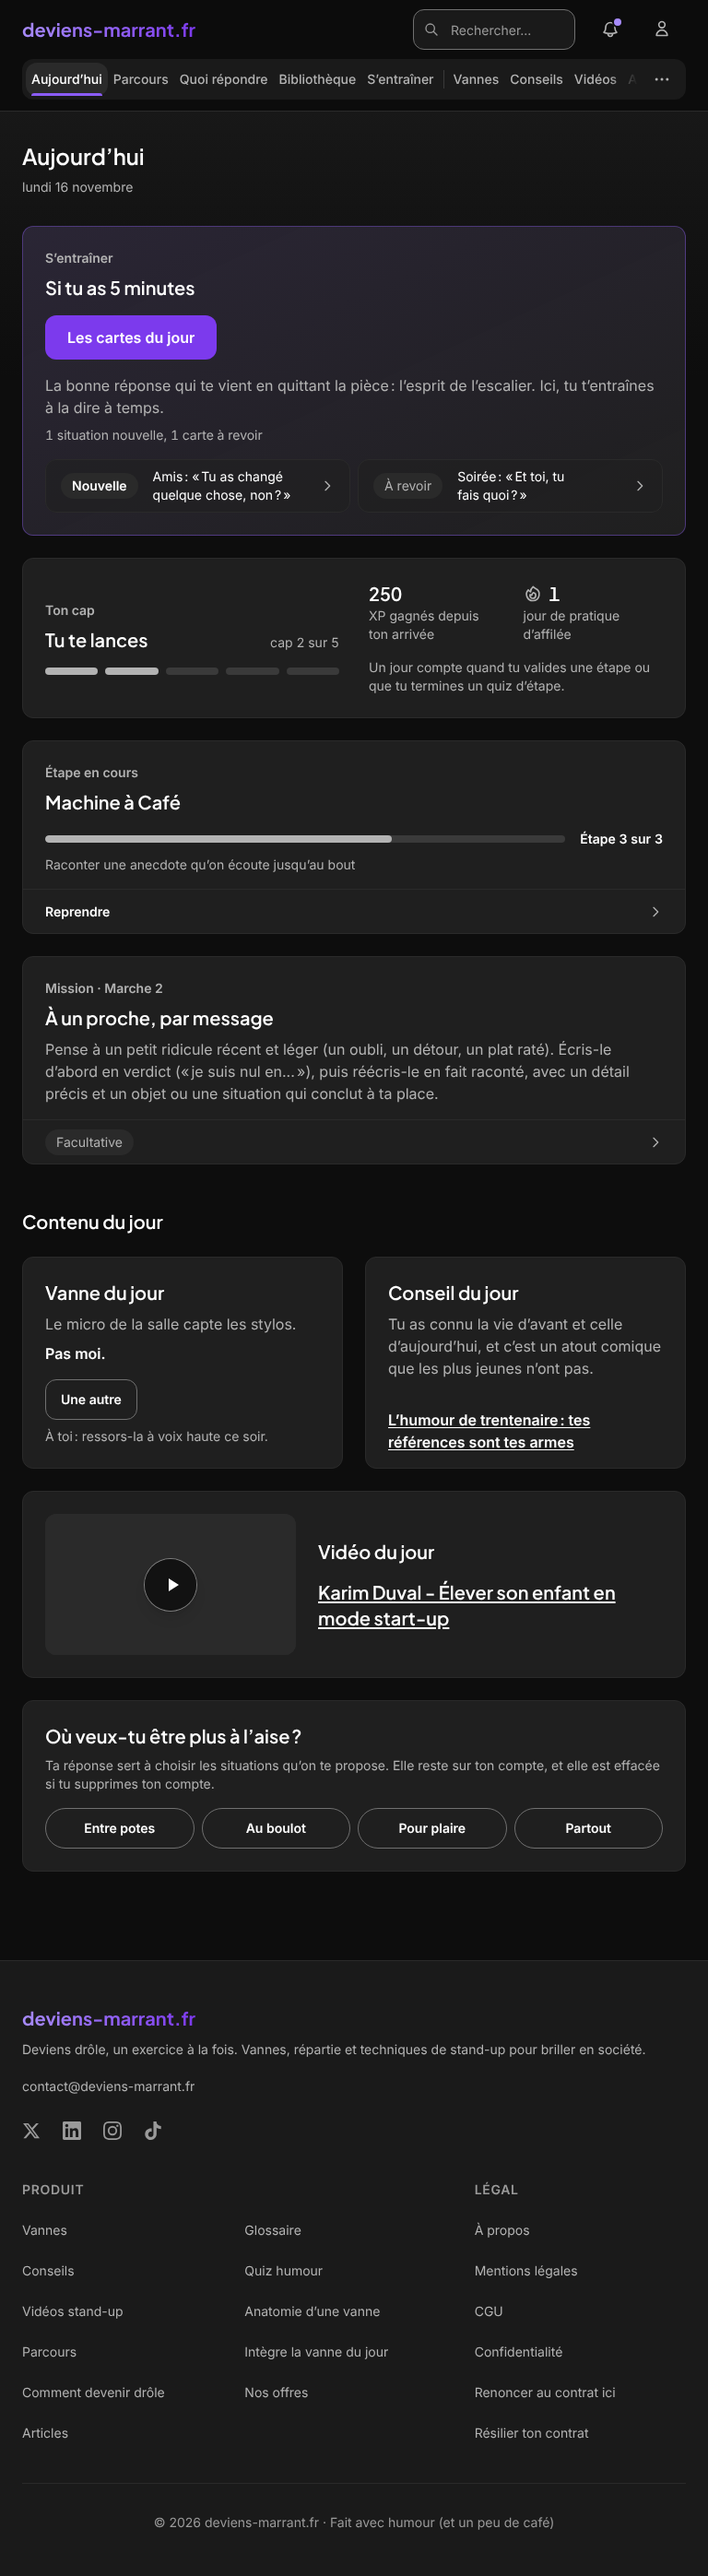 deviens-marrant.fr
Rechercher...
Aujourd’hui Parcours Quoi répondre Bibliothèque S’entraîner Vannes Conseils Vidéos
Aujourd’hui
lundi 16 novembre
S’entraîner
Si tu as 5 minutes
Les cartes du jour
La bonne réponse qui te vient en quittant la pièce : l’esprit de l’escalier. Ici, tu t’entraînes
à la dire à temps.
1 situation nouvelle, 1 carte à revoir
Nouvelle
Amis : « Tu as changé
quelque chose, non ? »
À revoir
Soirée : « Et toi, tu
fais quoi ? »
Ton cap
Tu te lances
cap 2 sur 5
250
XP gagnés depuis
ton arrivée
1
jour de pratique
d’affilée
Un jour compte quand tu valides une étape ou
que tu termines un quiz d’étape.
Étape en cours
Machine à Café
Étape 3 sur 3
Raconter une anecdote qu’on écoute jusqu’au bout
Reprendre
Mission · Marche 2
À un proche, par message
Pense à un petit ridicule récent et léger (un oubli, un détour, un plat raté). Écris-le
d’abord en verdict (« je suis nul en… »), puis réécris-le en fait raconté, avec un détail
précis et un objet ou une situation qui conclut à ta place.
Facultative
Contenu du jour
Vanne du jour
Le micro de la salle capte les stylos.
Pas moi.
Une autre
À toi : ressors-la à voix haute ce soir.
Conseil du jour
Tu as connu la vie d’avant et celle
d’aujourd’hui, et c’est un atout comique
que les plus jeunes n’ont pas.
L’humour de trentenaire : tes
références sont tes armes
Vidéo du jour
Karim Duval - Élever son enfant en
mode start-up
Où veux-tu être plus à l’aise ?
Ta réponse sert à choisir les situations qu’on te propose. Elle reste sur ton compte, et elle est effacée
si tu supprimes ton compte.
Entre potes
Au boulot
Pour plaire
Partout
deviens-marrant.fr
Deviens drôle, un exercice à la fois. Vannes, répartie et techniques de stand-up pour briller en société.
contact@deviens-marrant.fr
PRODUIT
Vannes
Conseils
Vidéos stand-up
Parcours
Comment devenir drôle
Articles
Glossaire
Quiz humour
Anatomie d’une vanne
Intègre la vanne du jour
Nos offres
LÉGAL
À propos
Mentions légales
CGU
Confidentialité
Renoncer au contrat ici
Résilier ton contrat
© 2026 deviens-marrant.fr · Fait avec humour (et un peu de café)